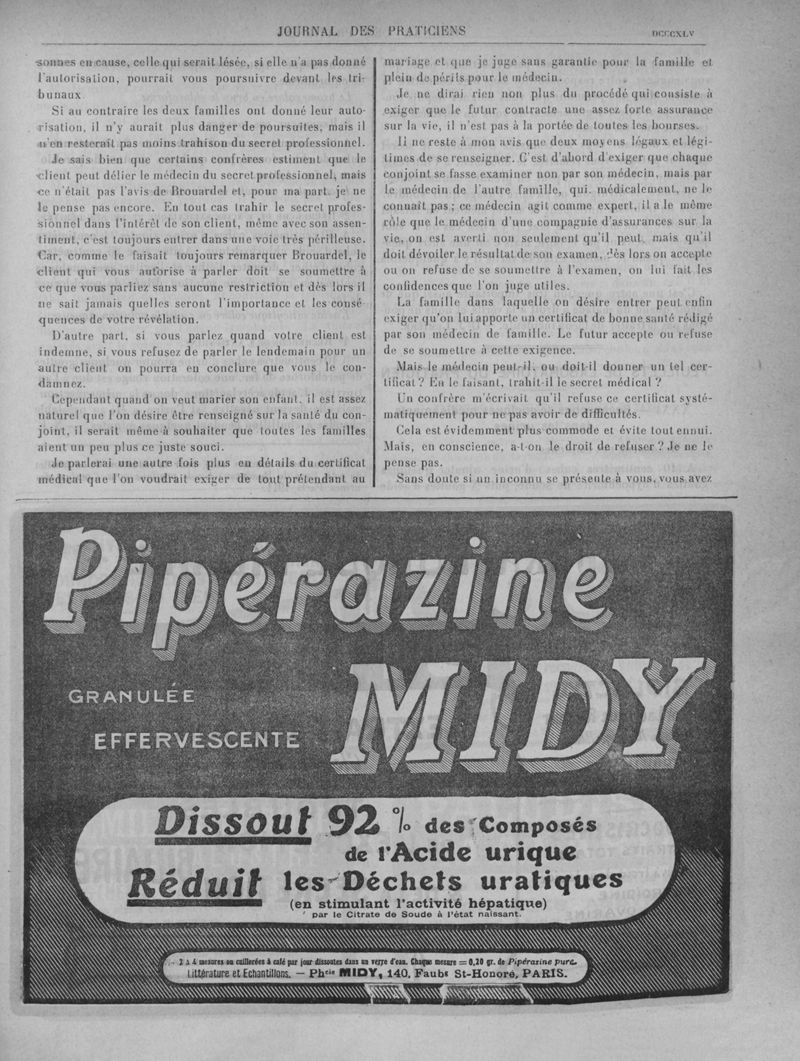 JOURNAL DES PRATICIENS
DCCCXLV
sonnes en cause, celle qui serait lésée, si elle n'a pas donné
l'autorisation, pourrait vous poursuivre devant les tri-
bunaux
Si au contraire les deux familles ont donné leur auto-
risation, il n'y aurait plus danger de poursuites, mais il
n'en resterait pas moins trahison du secret professionnel.
Je sais bien que certains confrères estiment que le
client peut délier le médecin du secret professionnel, mais
ce n'était pas l'avis de Brouardel et, pour ma part, je ne
le pense pas encore. En tout cas trahir le secret profes-
sionnel dans l'intérêt de son client, même avec son assen-
timent, c'est toujours entrer dans une voie très périlleuse.
Car, comme le faisait toujours remarquer Brouardel, le
client qui vous autorise à parler doit se soumettre à
ce que vous parliez sans aucune restriction et dès lors il
ne sait jamais quelles seront l'importance et les consé
quences de votre révélation.
D'autre part, si vous parlez quand votre client est
indemne, si vous refusez de parler le lendemain pour un
autre client on pourra en conclure que vous le con-
damnez.
Cependant quand on veut marier son enfant, il est assez
naturel que l'on désire être renseigné sur la santé du con-
joint, il serait même à souhaiter que toutes les familles
aient un peu plus ce juste souci.
Je parlerai une autre fois plus en détails du certificat
médical que l'on voudrait exiger de tout prétendant au
mariage et que je juge sans garantie pour la famille et
plein de périls pour le médecin.
Je ne dirai rien non plus du procédé qui consiste à
exiger que le futur contracte une assez forte assurance
sur la vie, il n'est pas à la portée de toutes les bourses.
Il ne reste à mon avis que deux moyens légaux et légi-
times de se renseigner. C'est d'abord d'exiger que chaque
conjoint se fasse examiner non par son médecin, mais par
le médecin de l'autre famille, qui, médicalement, ne le
connaît pas ; ce médecin agit comme expert, il a le même
rôle que le médecin d'une compagnie d'assurances sur la
vie, on est averti non seulement qu'il peut, mais qu'il
doit dévoiler le résultat de son examen, dès lors on accepte
ou on refuse de se soumettre à l'examen, on lui fait les
confidences que l'on juge utiles.
La famille dans laquelle on désire entrer peut enfin
exiger qu'on lui apporte un certificat de bonne santé rédigé
par son médecin de famille. Le futur accepte ou refuse
de se soumettre à cette exigence.
Mais le médecin peut-il, ou doit-il donner un tel cer-
tificat ? En le faisant, trahit-il le secret médical ?
Un confrère m'écrivait qu'il refuse ce certificat systé-
matiquement pour ne pas avoir de difficultés.
Cela est évidemment plus commode et évite tout ennui.
Mais, en conscience, a-t-on le droit de refuser ? Je ne le
pense pas.
Sans doute si un inconnu se présente à vous, vous avez
Pipérazine
MIDY
GRANULÉE
EFFERVESCENTE
Dissout 92 % des Composés
de l'Acide urique
Réduit les Déchets uratiques
(en stimulant l'activité hépatique)
par le Citrate de Soude à l'état naissant.
2 à 4 mesures ou cuillerées à café par jour dissoutes dans un verre d'eau. Chaque mesure = 0,20 gr. de Pipérazine pure.
Littérature et Echantillons. — Phcie MIDY, 140, Faubg St-Honoré, PARIS.